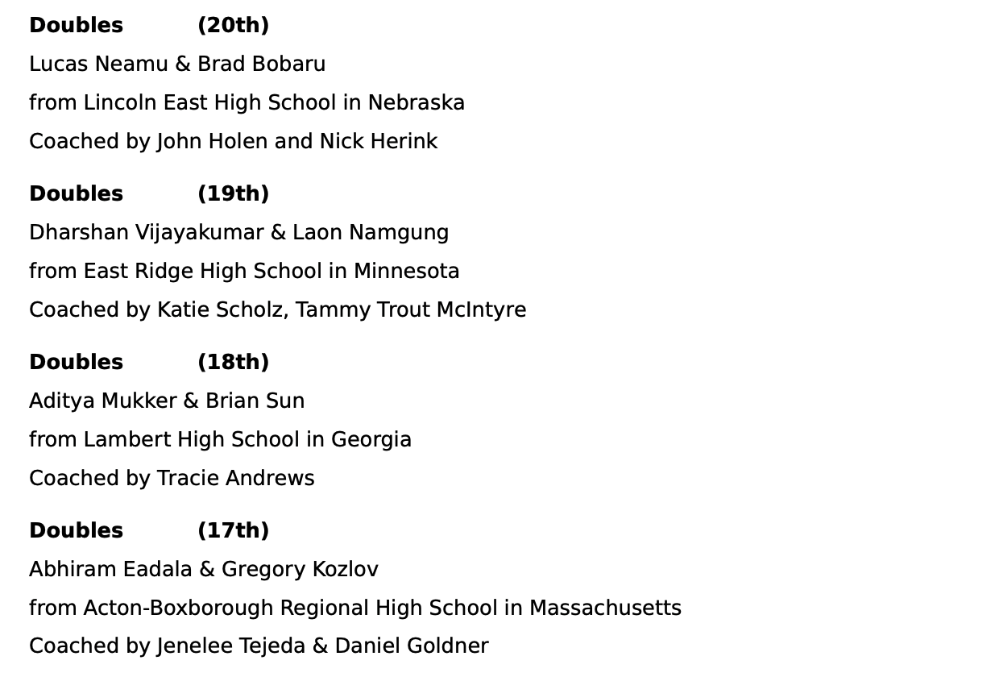 Doubles (20th)
Lucas Neamu & Brad Bobaru
from Lincoln East High School in Nebraska
Coached by John Holen and Nick Herink
Doubles (19th)
Dharshan Vijayakumar & Laon Namgung
from East Ridge High School in Minnesota
Coached by Katie Scholz, Tammy Trout McIntyre
Doubles (18th)
Aditya Mukker & Brian Sun
from Lambert High School in Georgia
Coached by Tracie Andrews
Doubles (17th)
Abhiram Eadala & Gregory Kozlov
from Acton-Boxborough Regional High School in Massachusetts
Coached by Jenelee Tejeda & Daniel Goldner